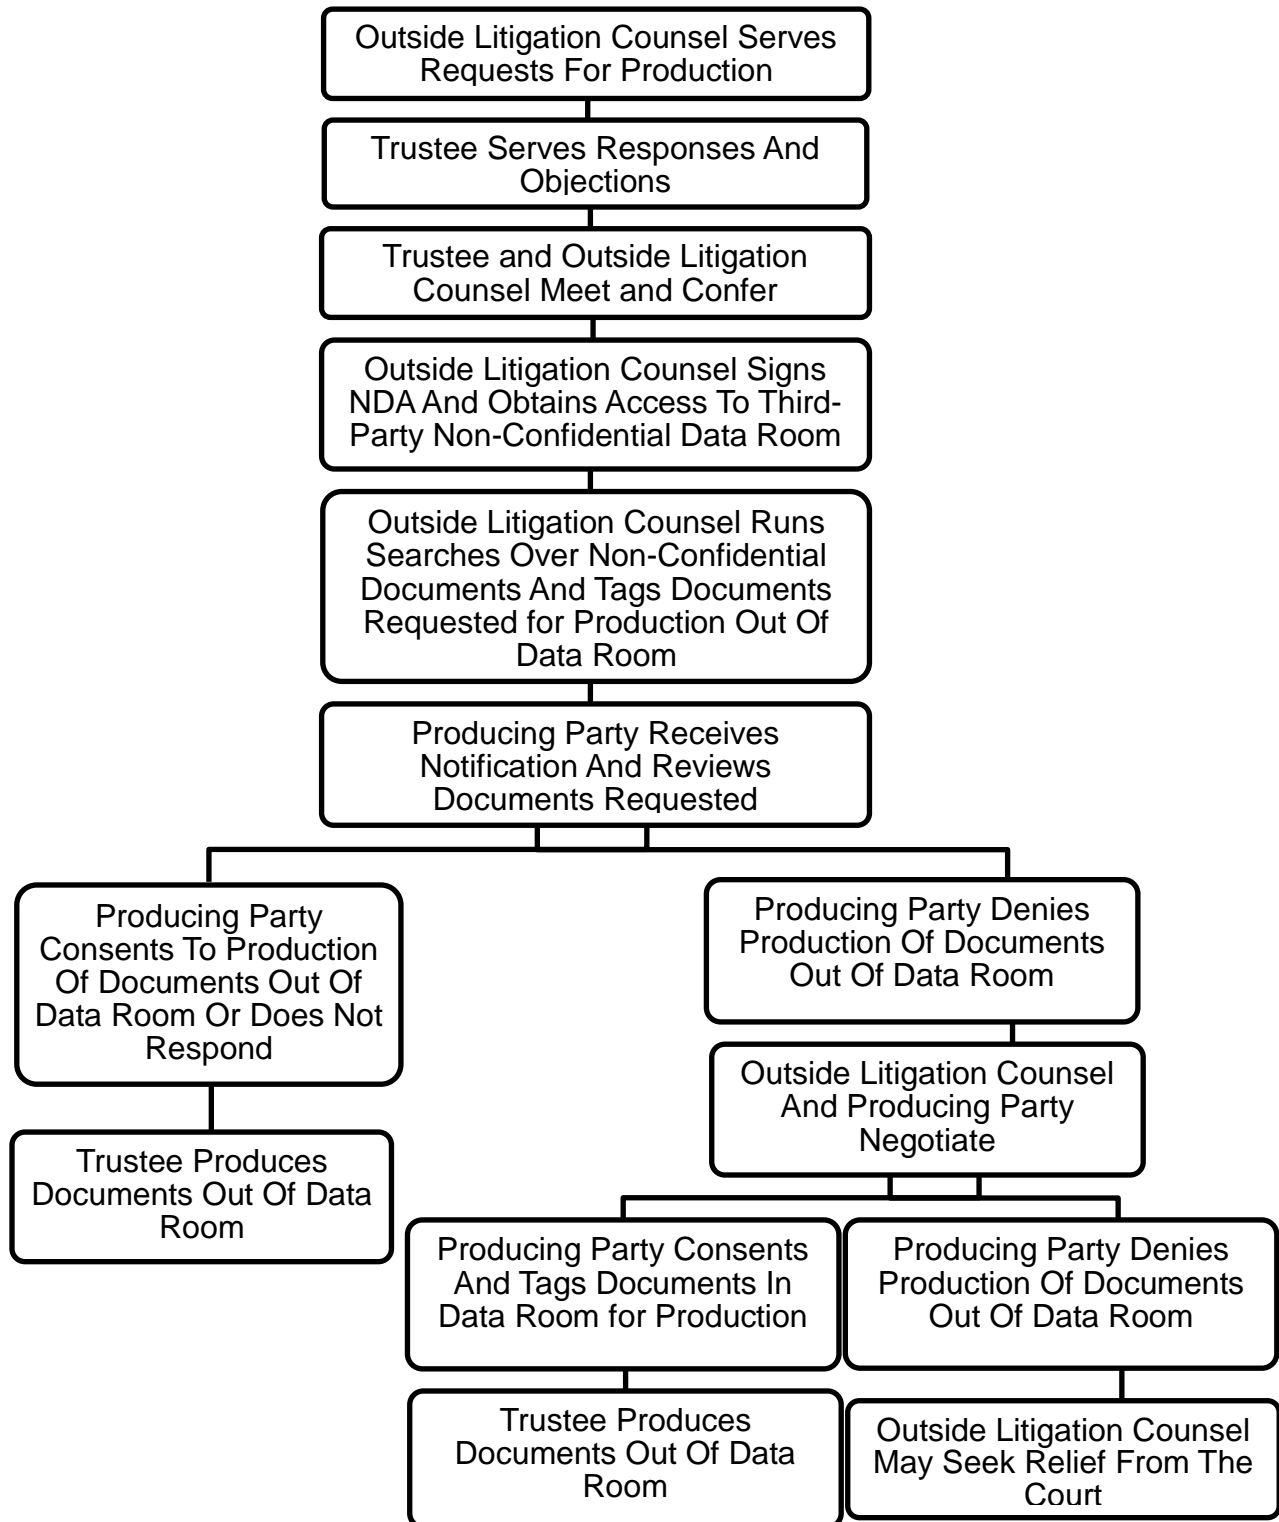 Outside Litigation Counsel Serves
Requests For Production
Trustee Serves Responses And
Objections
Trustee and Outside Litigation
Counsel Meet and Confer
Outside Litigation Counsel Signs
NDA And Obtains Access To Third-
Party Non-Confidential Data Room
Outside Litigation Counsel Runs
Searches Over Non-Confidential
Documents And Tags Documents
Requested for Production Out Of
Data Room
Producing Party Receives
Notification And Reviews
Documents Requested
Producing Party
Consents To Production
Of Documents Out Of
Data Room Or Does Not
Respond
Trustee Produces
Documents Out Of Data
Room
Producing Party Denies
Production Of Documents
Out Of Data Room
Outside Litigation Counsel
And Producing Party
Negotiate
Producing Party Consents
And Tags Documents In
Data Room for Production
Trustee Produces
Documents Out Of Data
Room
Producing Party Denies
Production Of Documents
Out Of Data Room
Outside Litigation Counsel
May Seek Relief From The
Court